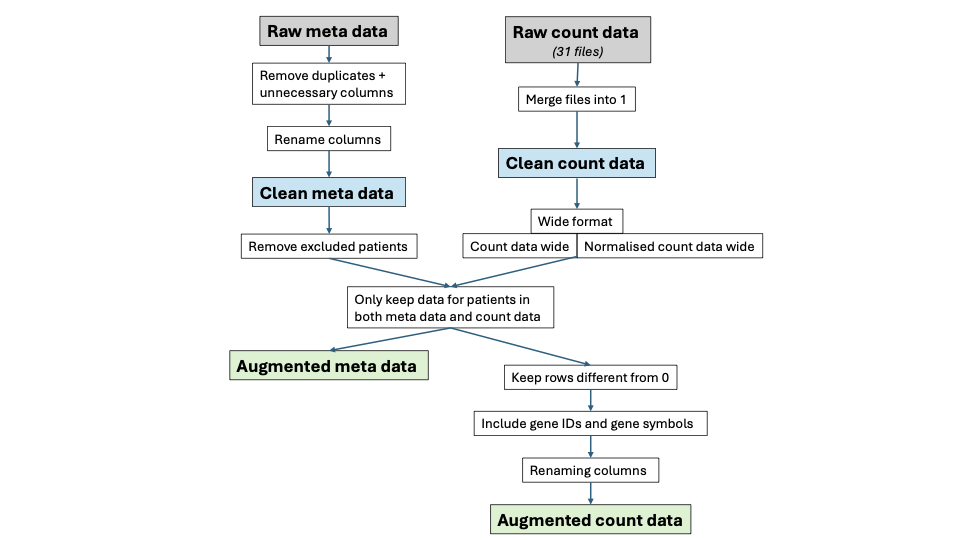 Raw meta data
Remove duplicates +
unnecessary columns
Rename columns
Clean meta data
Remove excluded patients
Raw count data
(31 files)
Merge files into 1
Clean count data
Wide format
Count data wide
Normalised count data wide
Only keep data for patients in
both meta data and count data
Augmented meta data
Keep rows different from 0
Include gene IDs and gene symbols
Renaming columns
Augmented count data